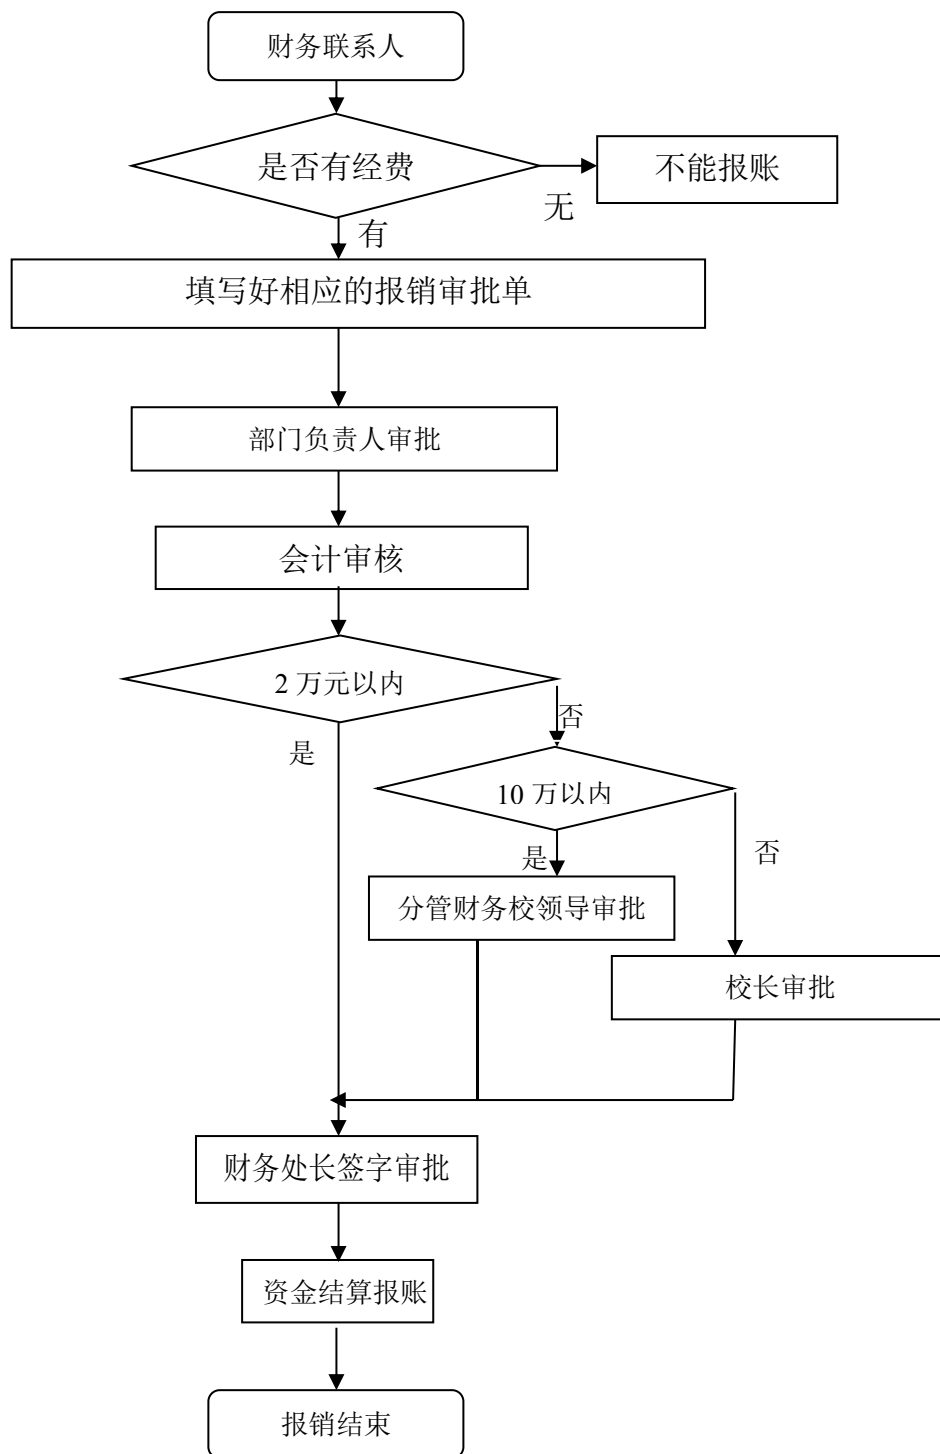 财务联系人
是否有经费
不能报账
无
有
填写好相应的报销审批单
部门负责人审批
会计审核
2 万元以内
否
是
10 万以内
是
否
分管财务校领导审批
校长审批
财务处长签字审批
资金结算报账
报销结束